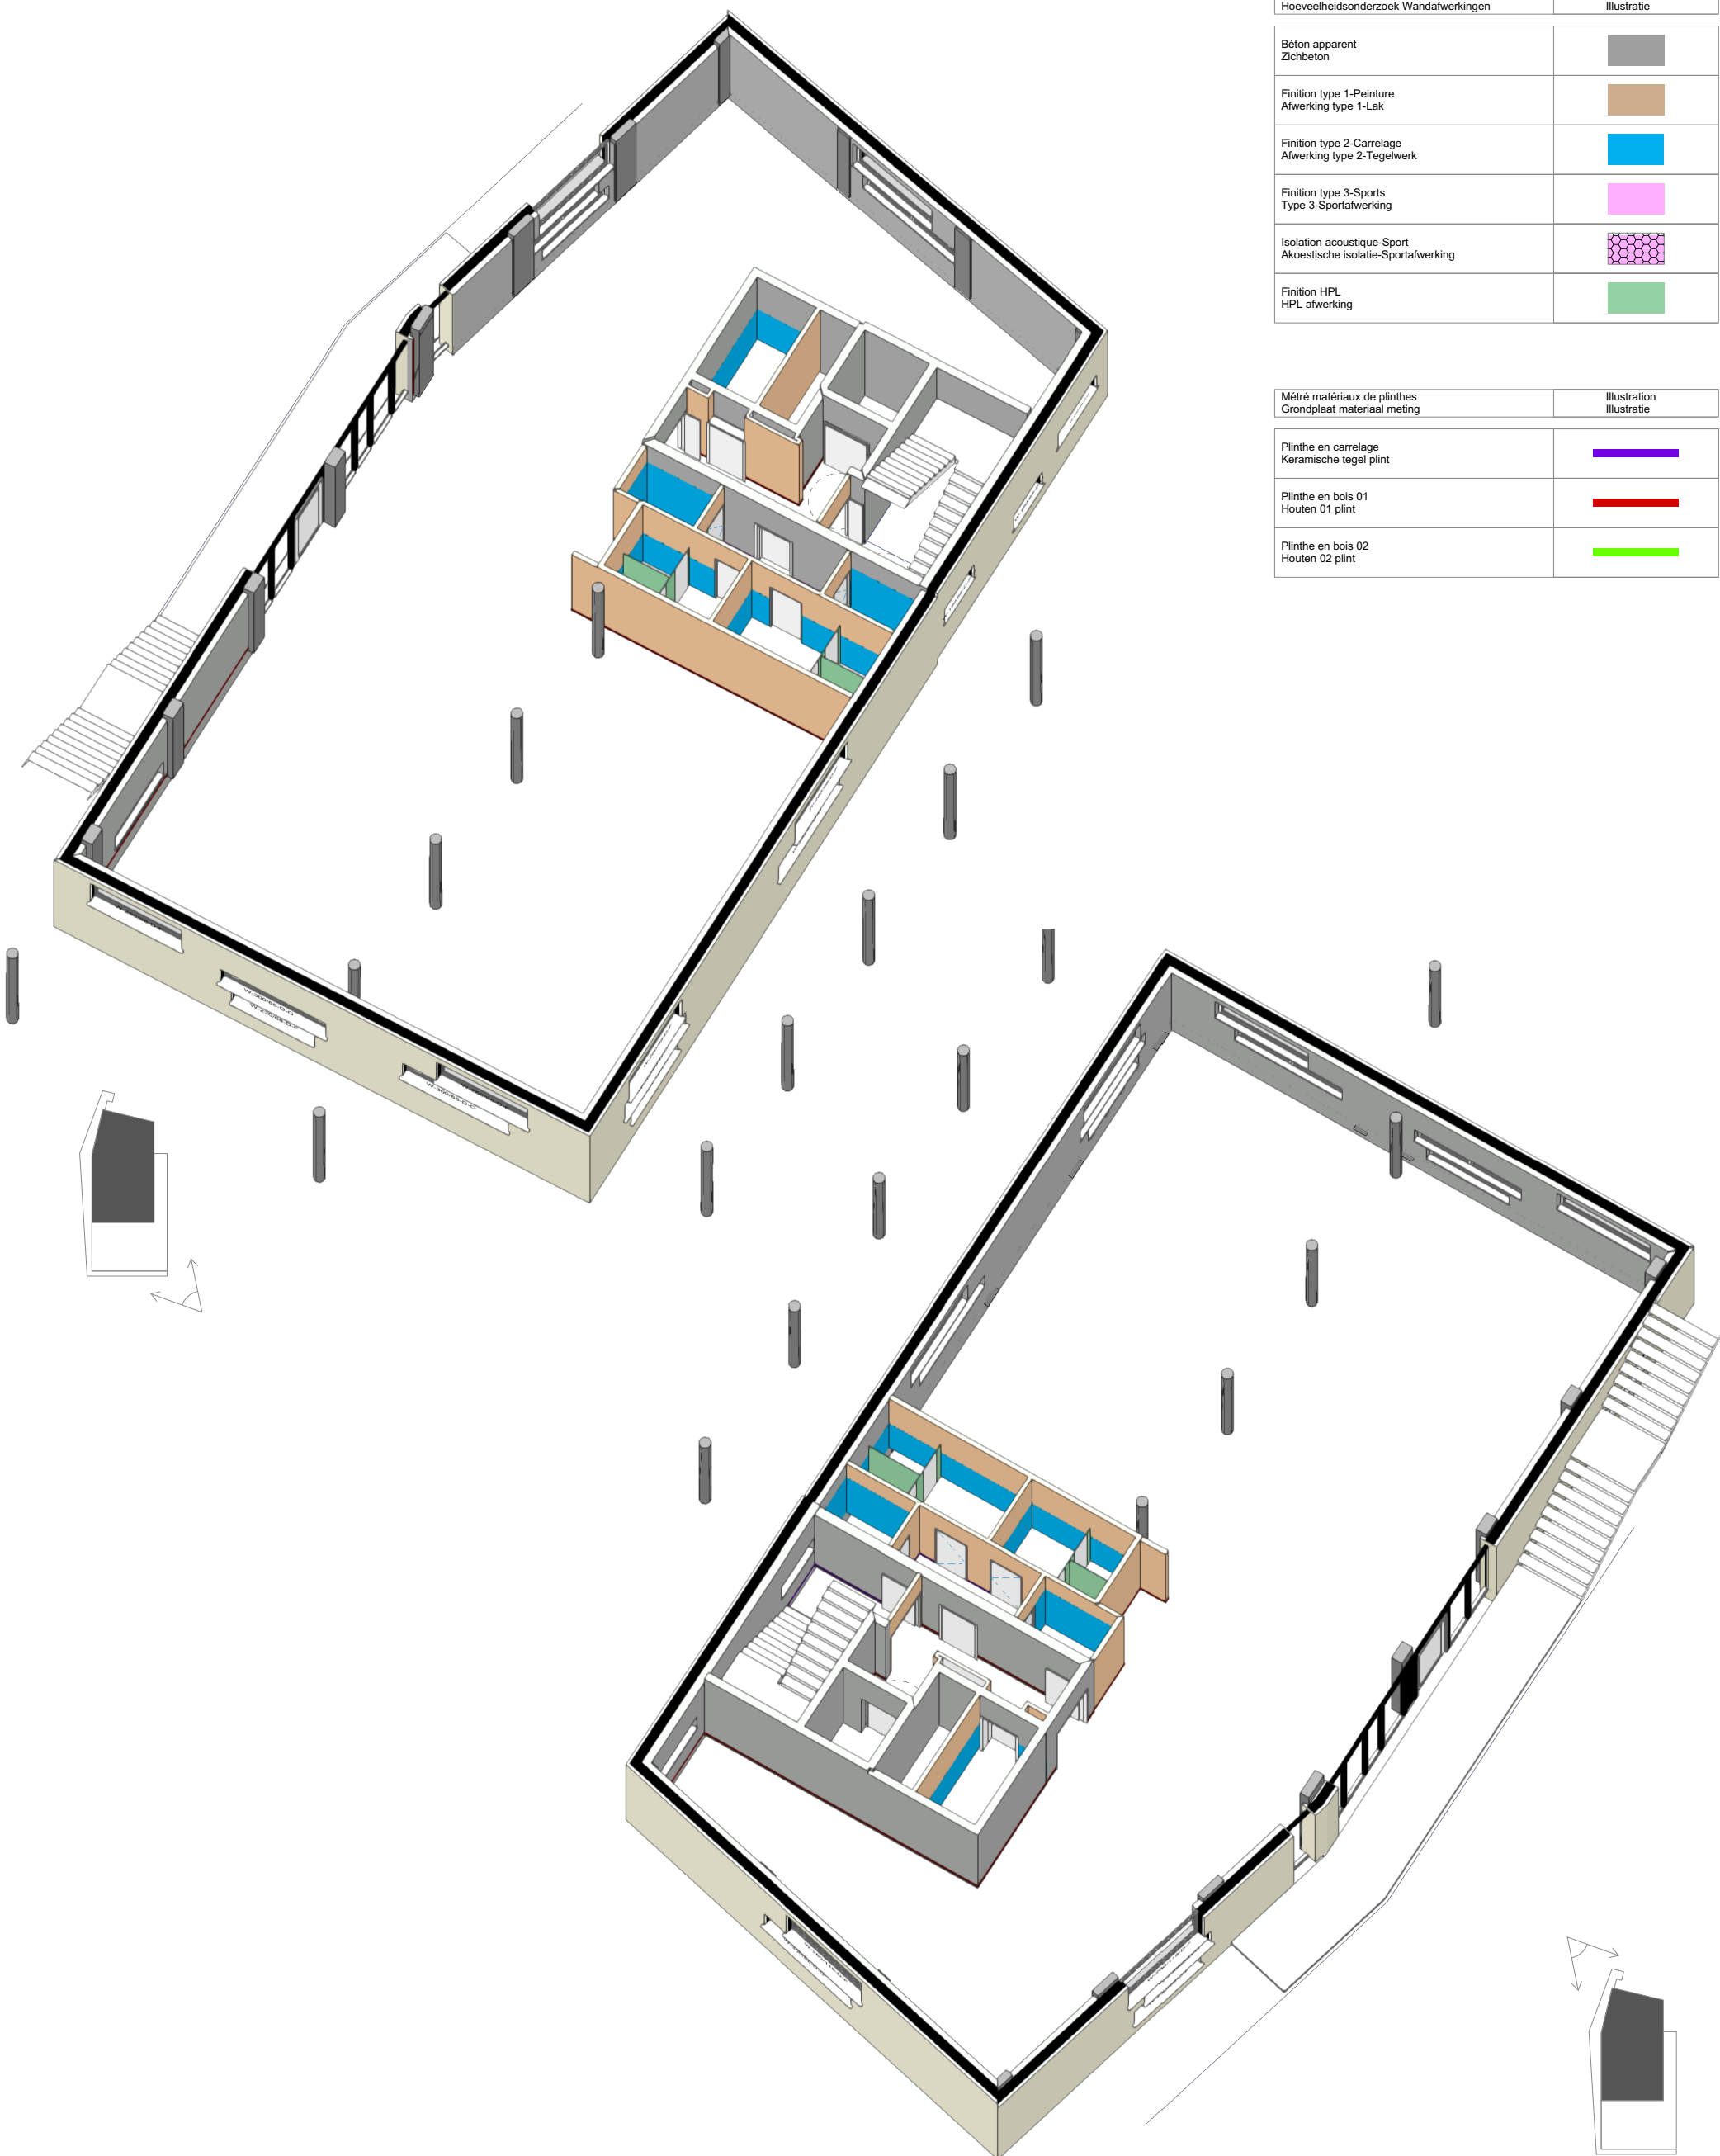 Hoeveelheidsonderzoek Wandafwerkingen
Illustratie
Béton apparent
Zichbeton
Finition type 1-Peinture
Afwerking type 1-Lak
Finition type 2-Carrelage
Afwerking type 2-Tegelwerk
Finition type 3-Sports
Type 3-Sportafwerking
Isolation acoustique-Sport
Akoestische isolatie-Sportafwerking
Finition HPL
HPL afwerking
Métré matériaux de plinthes
Grondplaat materiaal meting
Illustration
Illustratie
Plinthe en carrelage
Keramische tegel plint
Plinthe en bois 01
Houten 01 plint
Plinthe en bois 02
Houten 02 plint